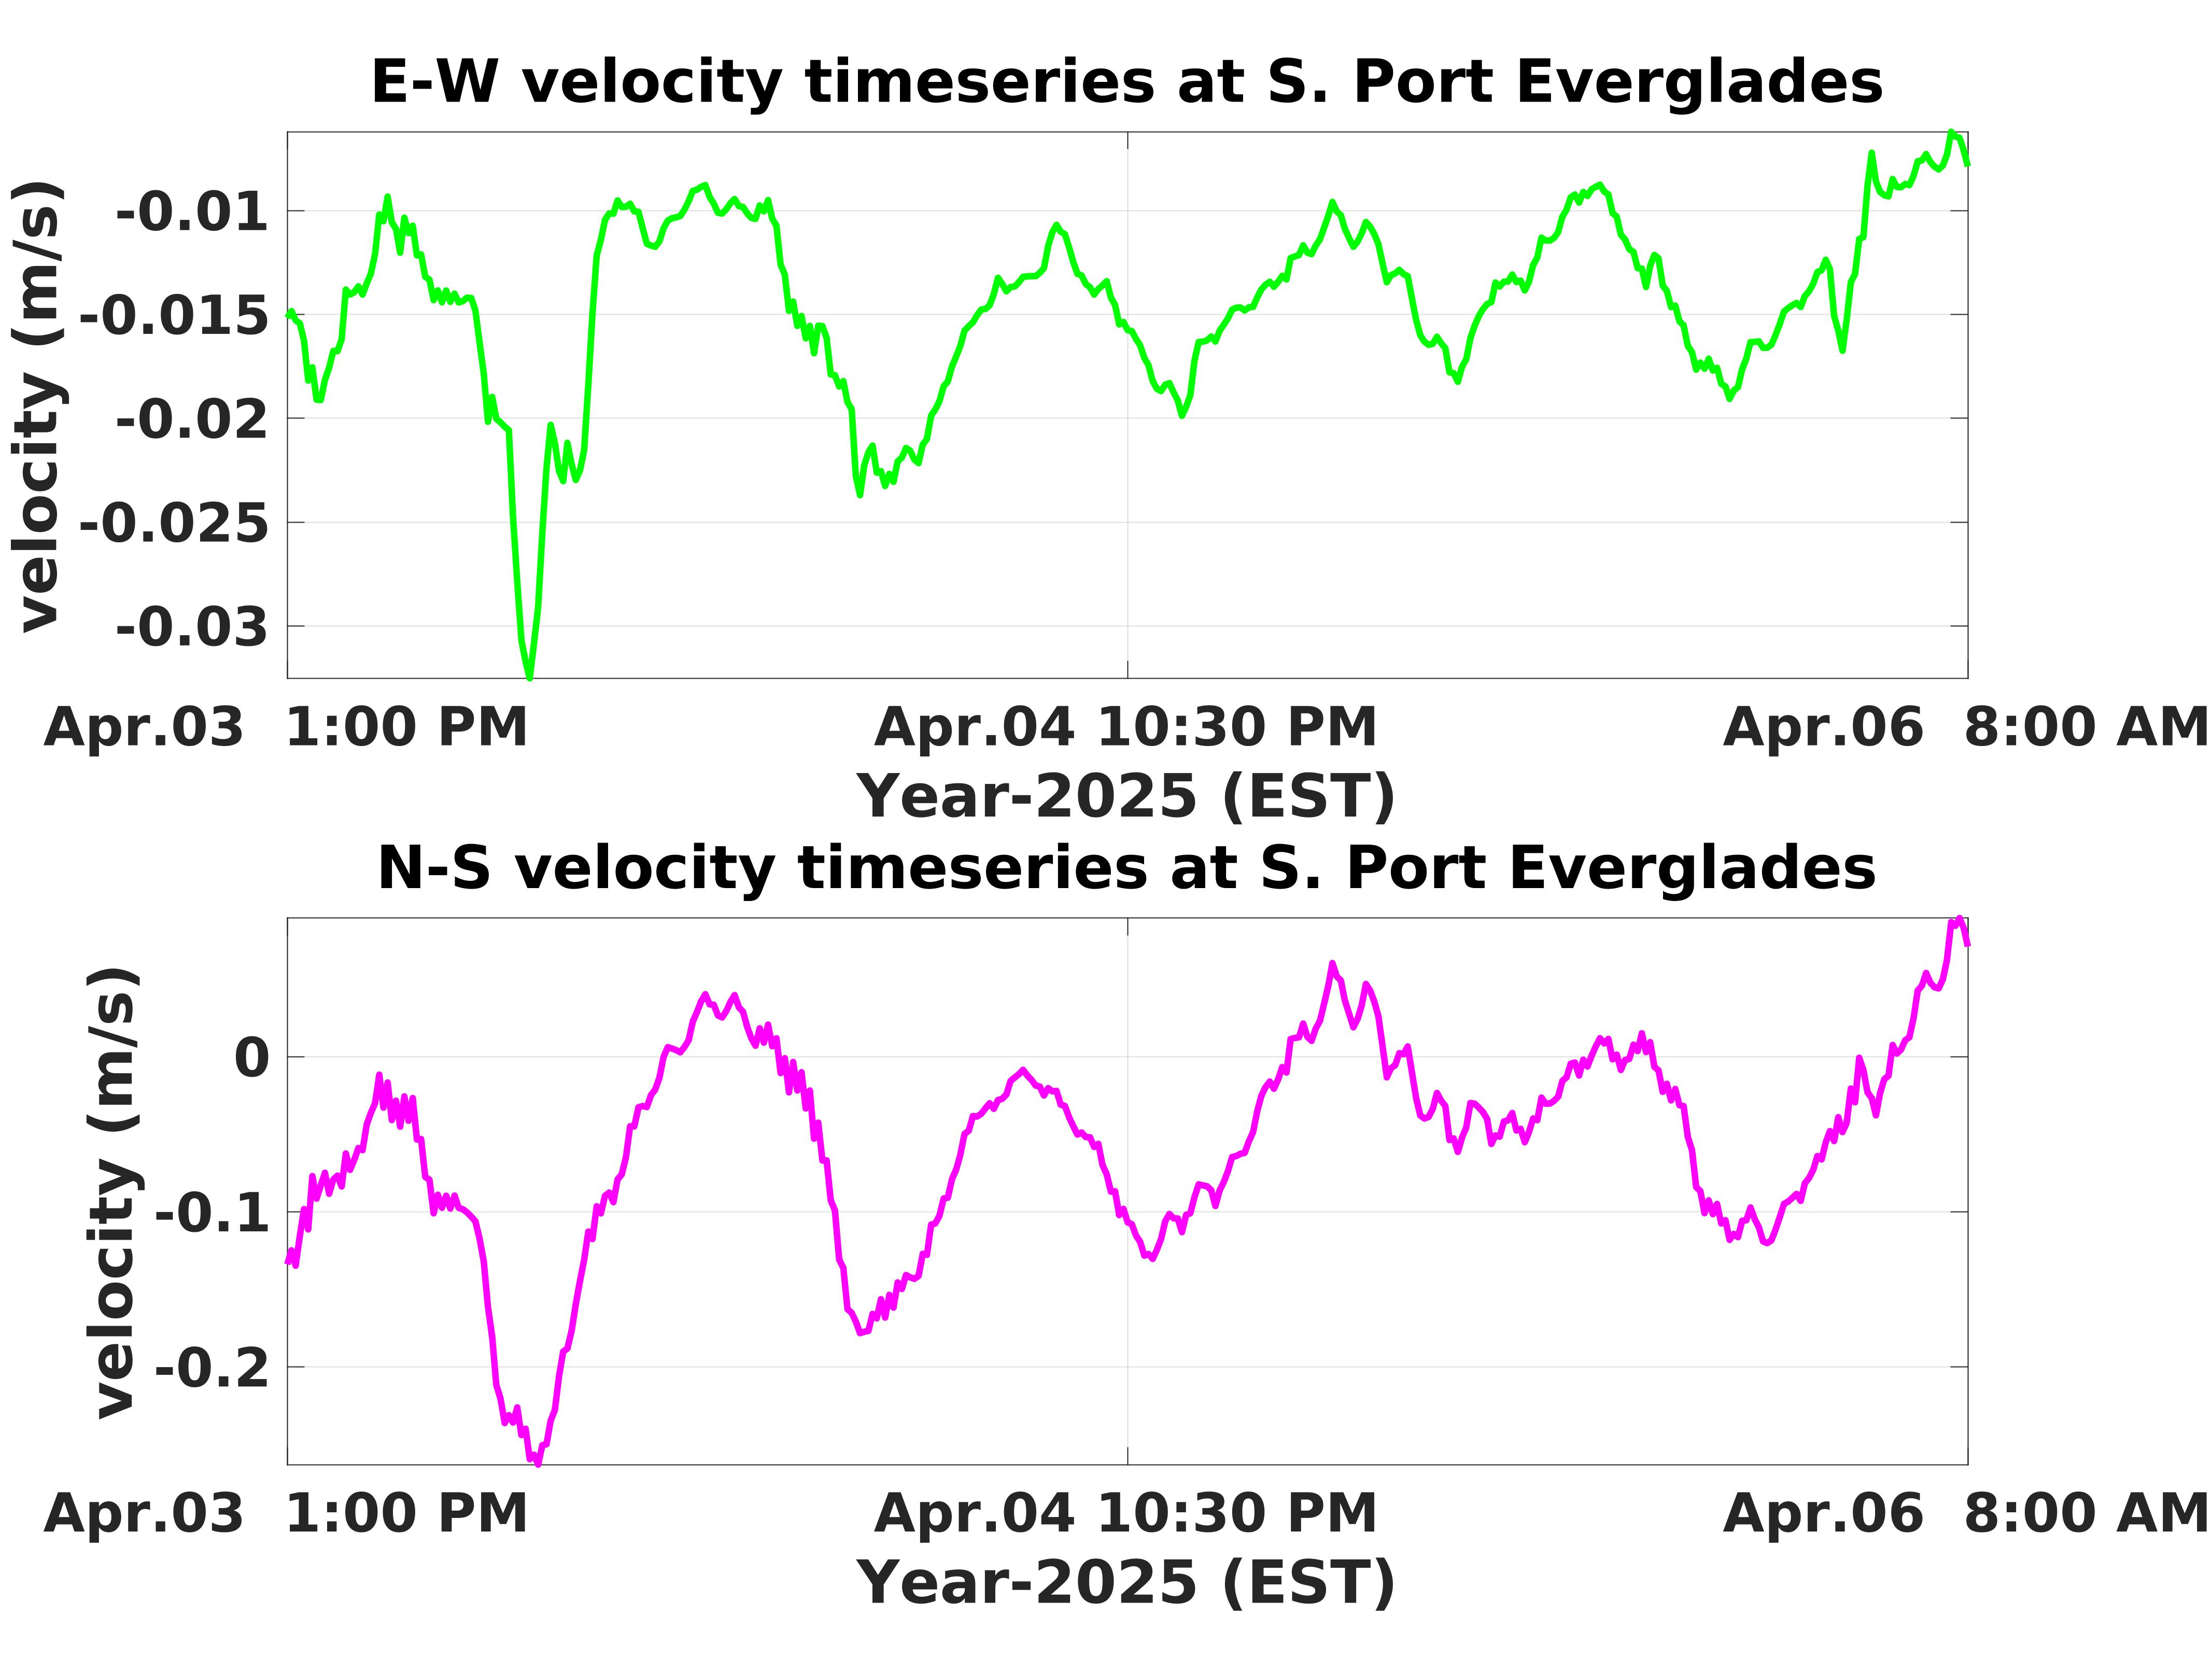 E-W velocity timeseries at S. Port Everglades
velocity (m/s)
-0.01
-0.015
-0.02
-0.025
-0.03
Apr.03  1:00 PM
Apr.04 10:30 PM
Apr.06  8:00 AM
Year-2025 (EST)
N-S velocity timeseries at S. Port Everglades
velocity (m/s)
0
-0.1
-0.2
Apr.03  1:00 PM
Apr.04 10:30 PM
Apr.06  8:00 AM
Year-2025 (EST)